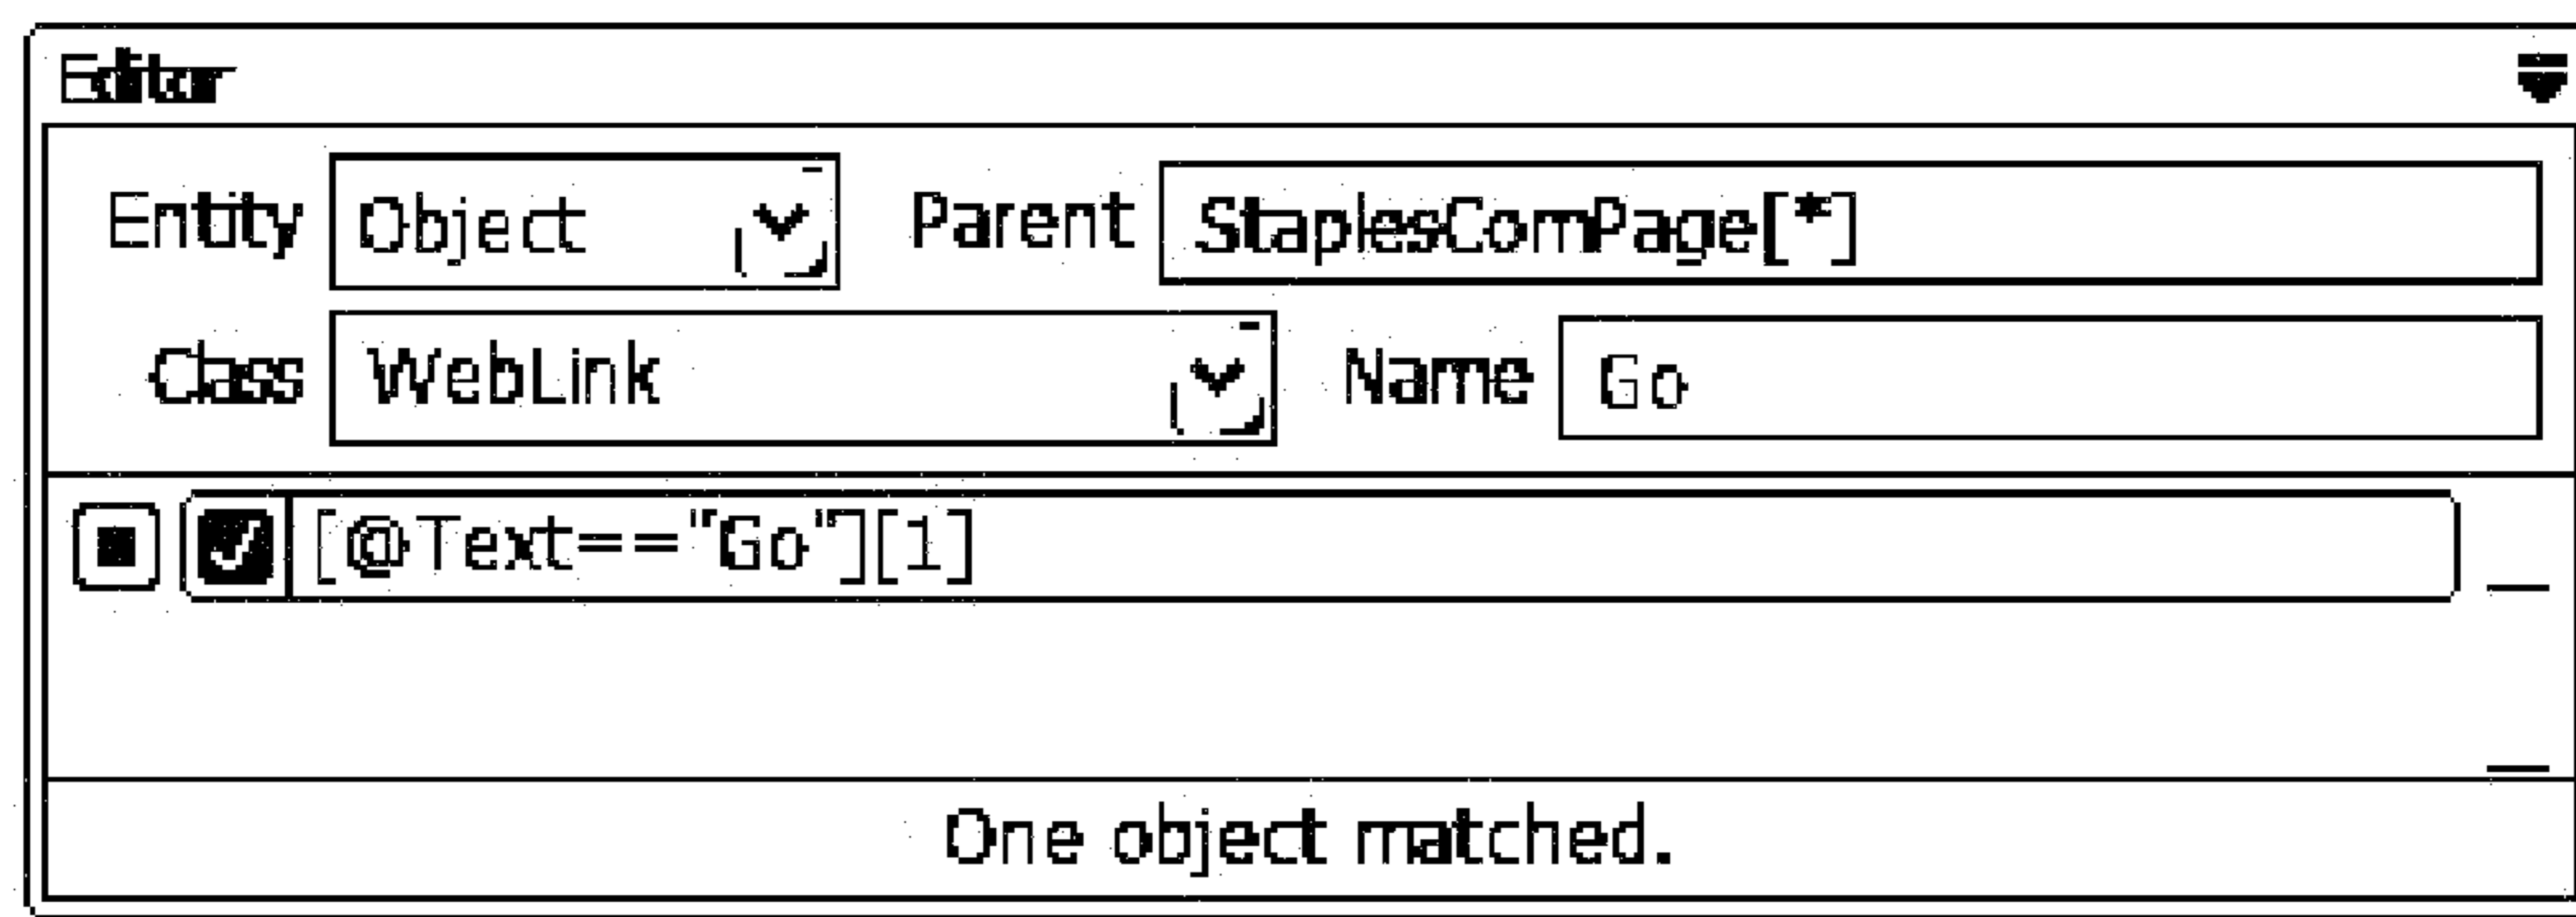 Editor
Entity Object Parent StaplesComPage[*]
Class WebLink Name Go
[@Text=="Go"][1]
One object matched.